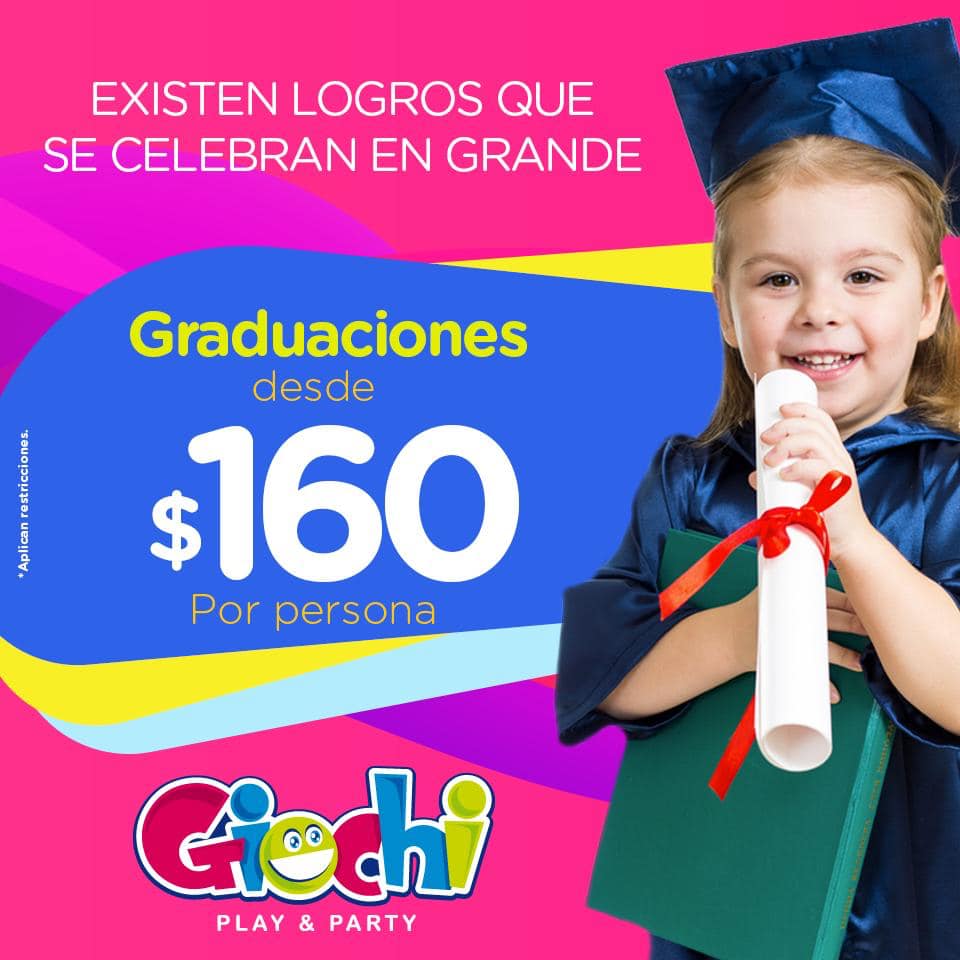 EXISTEN LOGROS QUE
SE CELEBRAN EN GRANDE
Graduaciones
desde
$160
Por persona
*Aplican restricciones.
Giochi
PLAY & PARTY